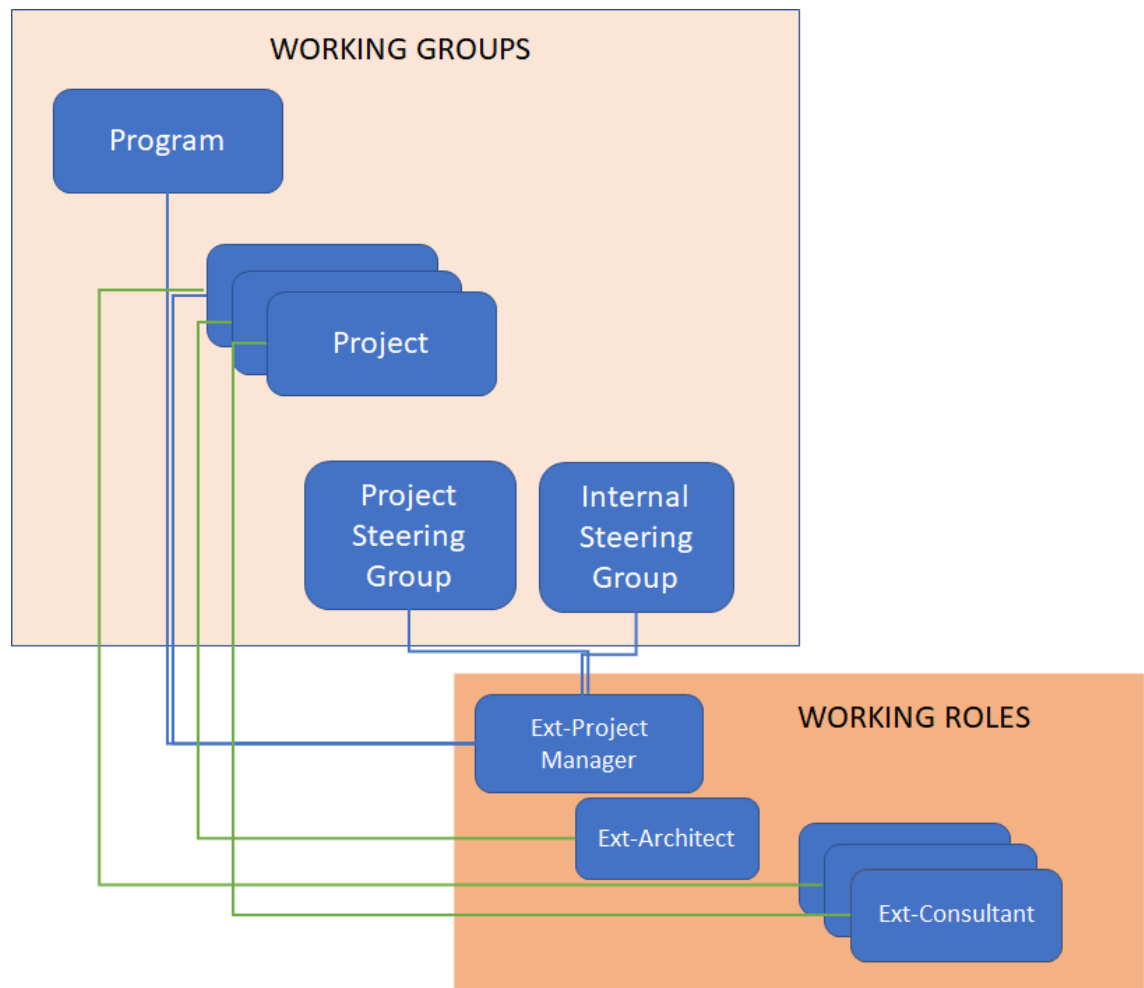 WORKING GROUPS
Program
Project
Project
Steering
Group
Internal
Steering
Group
WORKING ROLES
Ext-Project
Manager
Ext-Architect
Ext-Consultant